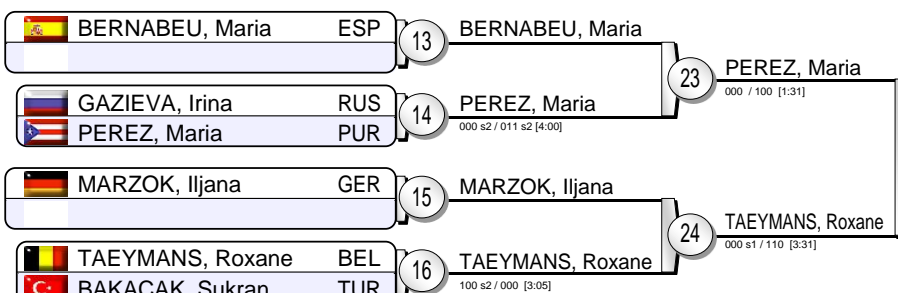 BERNABEU, Maria ESP
13
BERNABEU, Maria
GAZIEVA, Irina RUS
PEREZ, Maria PUR
14
PEREZ, Maria
000 s2 / 011 s2 [4:00]
23
PEREZ, Maria
000 / 100 [1:31]
MARZOK, Iljana GER
15
MARZOK, Iljana
TAEYMANS, Roxane BEL
BAKACAK, Sukran TUR
16
TAEYMANS, Roxane
100 s2 / 000 [3:05]
24
TAEYMANS, Roxane
000 s1 / 110 [3:31]